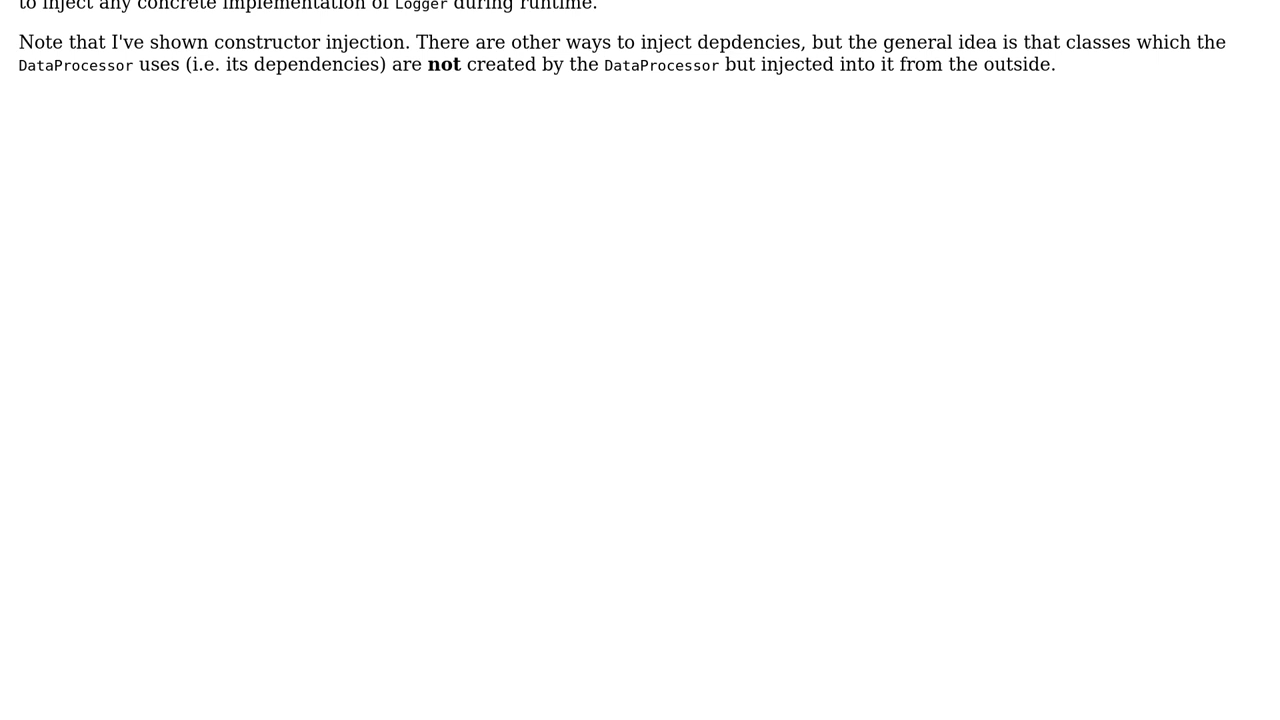 to inject any concrete implementation of Logger during runtime.
Note that I've shown constructor injection. There are other ways to inject depdencies, but the general idea is that classes which the
DataProcessor uses (i.e. its dependencies) are not created by the DataProcessor but injected into it from the outside.